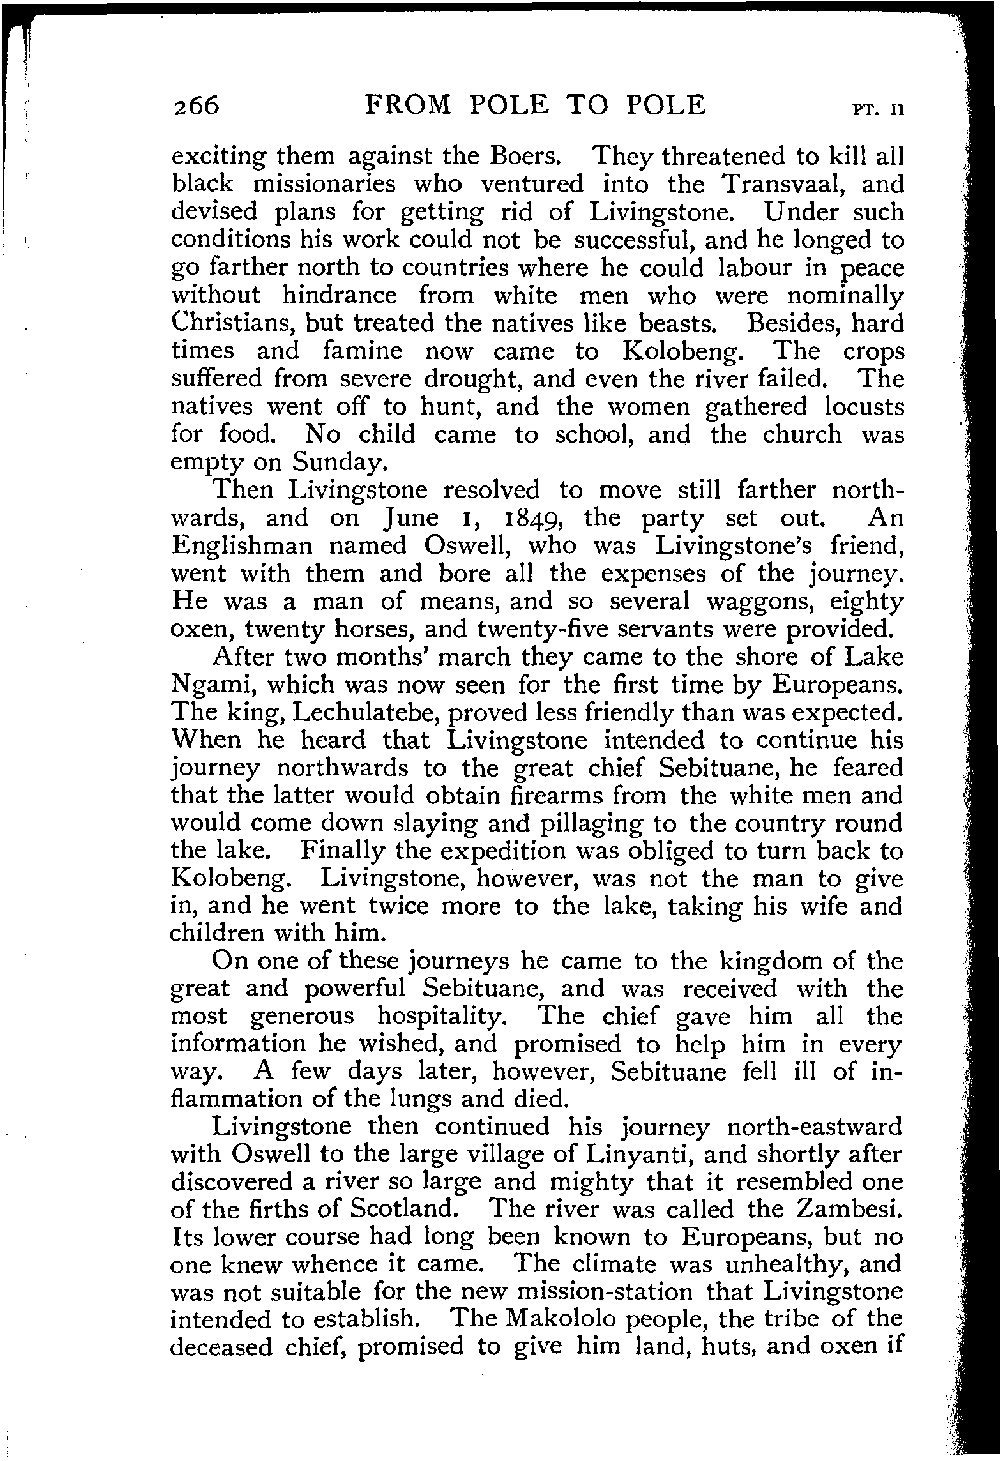 266 FROM POLE TO POLE PT. II
exciting them against the Boers. They threatened to kill all
black missionaries who ventured into the Transvaal, and
devised plans for getting rid of Livingstone. Under such
conditions his work could not be successful, and he longed to
go farther north to countries where he could labour in peace
without hindrance from white men who were nominally
Christians, but treated the natives like beasts. Besides, hard
times and famine now came to Kolobeng. The crops
suffered from severe drought, and even the river failed. The
natives went off to hunt, and the women gathered locusts
for food. No child came to school, and the church was
empty on Sunday.
Then Livingstone resolved to move still farther north-
wards, and on June 1, 1849, the party set out. An
Englishman named Oswell, who was Livingstone's friend,
went with them and bore all the expenses of the journey.
He was a man of means, and so several waggons, eighty
oxen, twenty horses, and twenty-five servants were provided.
After two months' march they came to the shore of Lake
Ngami, which was now seen for the first time by Europeans.
The king, Lechulatebe, proved less friendly than was expected.
When he heard that Livingstone intended to continue his
journey northwards to the great chief Sebituane, he feared
that the latter would obtain firearms from the white men and
would come down slaying and pillaging to the country round
the lake. Finally the expedition was obliged to turn back to
Kolobeng. Livingstone, however, was not the man to give
in, and he went twice more to the lake, taking his wife and
children with him.
On one of these journeys he came to the kingdom of the
great and powerful Sebituane, and was received with the
most generous hospitality. The chief gave him all the
information he wished, and promised to help him in every
way. A few days later, however, Sebituane fell ill of in-
flammation of the lungs and died.
Livingstone then continued his journey north-eastward
with Oswell to the large village of Linyanti, and shortly after
discovered a river so large and mighty that it resembled one
of the firths of Scotland. The river was called the Zambesi.
Its lower course had long been known to Europeans, but no
one knew whence it came. The climate was unhealthy, and
was not suitable for the new mission-station that Livingstone
intended to establish. The Makololo people, the tribe of the
deceased chief, promised to give him land, huts, and oxen if